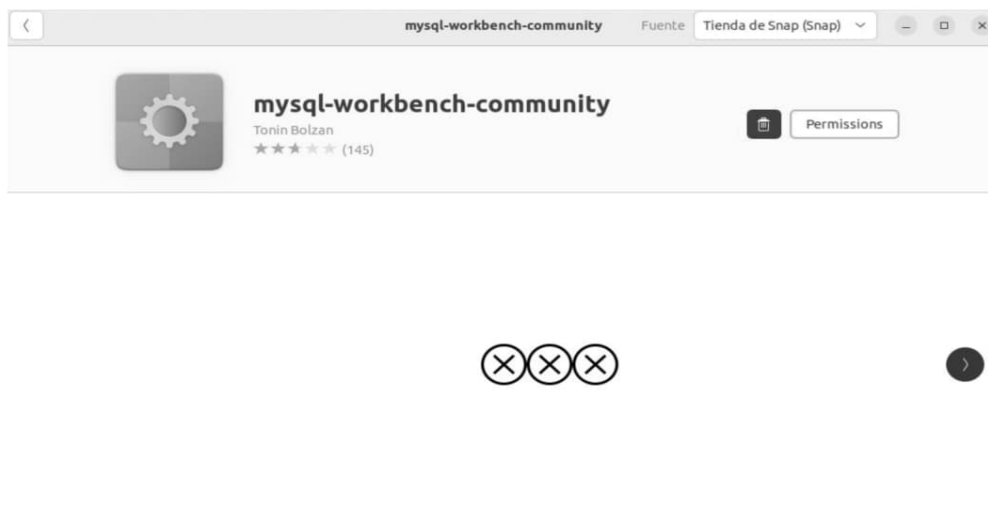 mysql-workbench-community Fuente Tienda de Snap (Snap)
mysql-workbench-community
Tonin Bolzan
(145)
Permissions